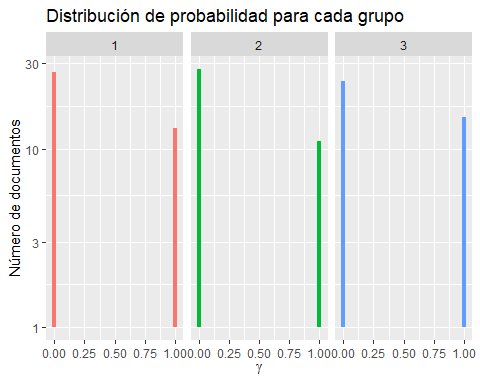 Distribución de probabilidad para cada grupo
1 2 3
30
10
3
1
Número de documentos
0.00 0.25 0.50 0.75 1.00 0.00 0.25 0.50 0.75 1.00 0.00 0.25 0.50 0.75 1.00
γ